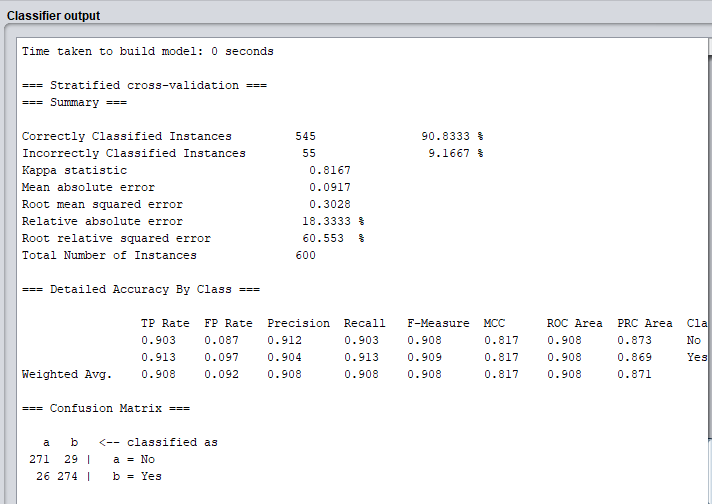 Classifier output
Time taken to build model: 0 seconds
=== Stratified cross-validation ===
=== Summary ===
Correctly Classified Instances 545 90.8333 %
Incorrectly Classified Instances 55 9.1667 %
Kappa statistic 0.8167
Mean absolute error 0.0917
Root mean squared error 0.3028
Relative absolute error 18.3333 %
Root relative squared error 60.553 %
Total Number of Instances 600
=== Detailed Accuracy By Class ===
TP Rate FP Rate Precision Recall F-Measure MCC ROC Area PRC Area Cla
0.903 0.087 0.912 0.903 0.908 0.817 0.908 0.873 No
0.913 0.097 0.904 0.913 0.909 0.817 0.908 0.869 Yes
Weighted Avg. 0.908 0.092 0.908 0.908 0.908 0.817 0.908 0.871
=== Confusion Matrix ===
a b <-- classified as
271 29 | a = No
26 274 | b = Yes